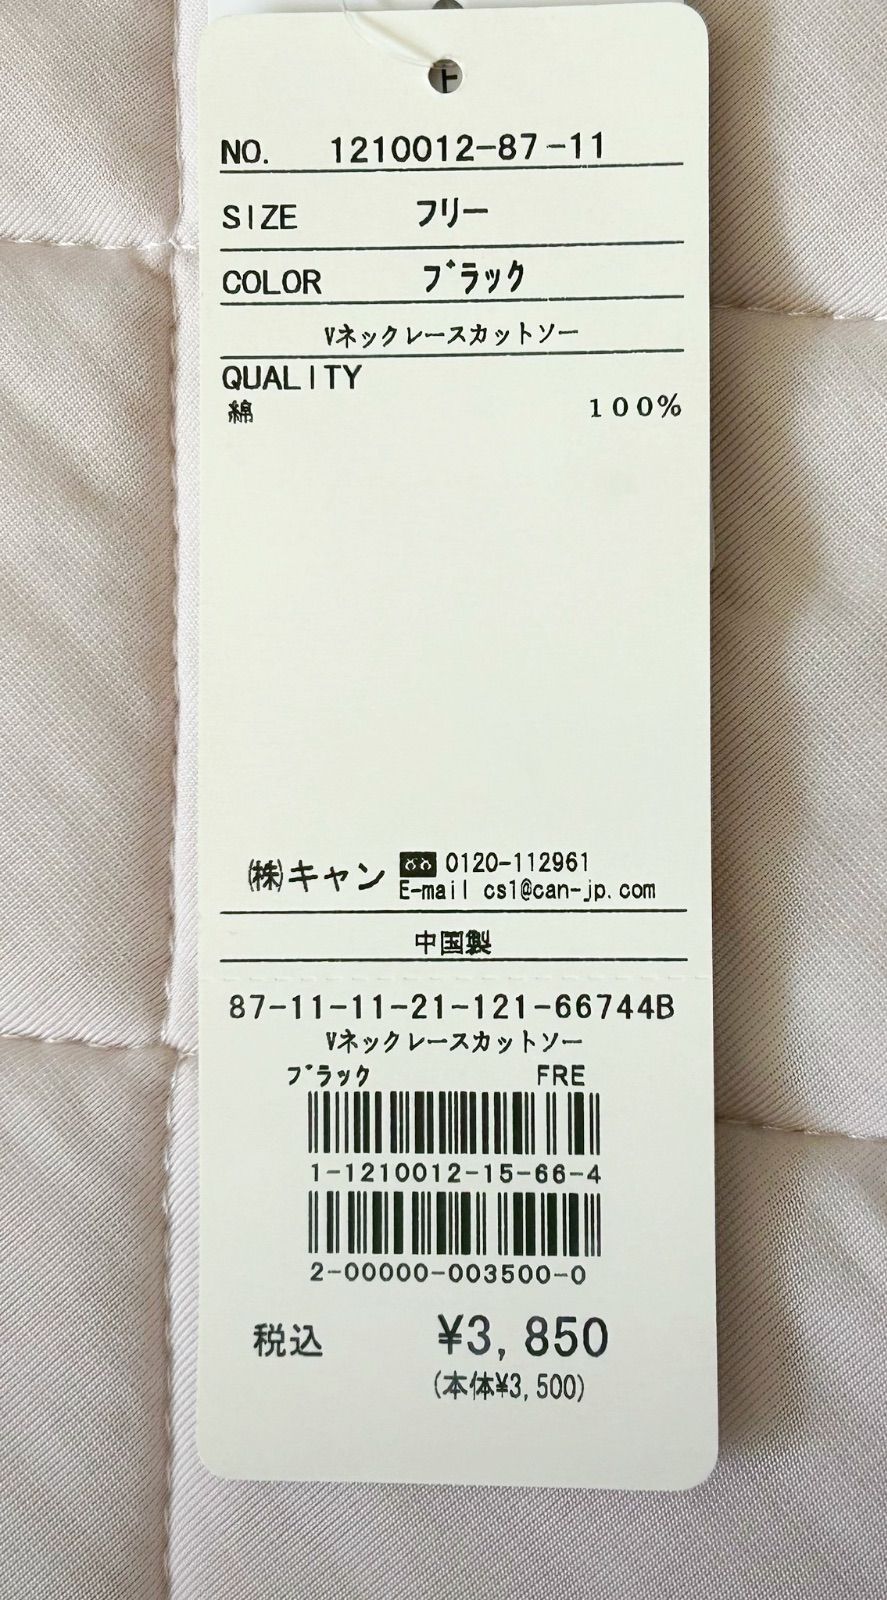 NO. 1210012-87-11
SIZE フリー
COLOR ブラック
Vネックレースカットソー
QUALITY
綿 100%
(株)キャン 0120-112961
E-mail cs1@can-jp.com
中国製
87-11-11-21-121-66744B
Vネックレースカットソー
ブラック FRE
1-1210012-15-66-4
2-00000-003500-0
税込 ¥3,850
(本体¥3,500)